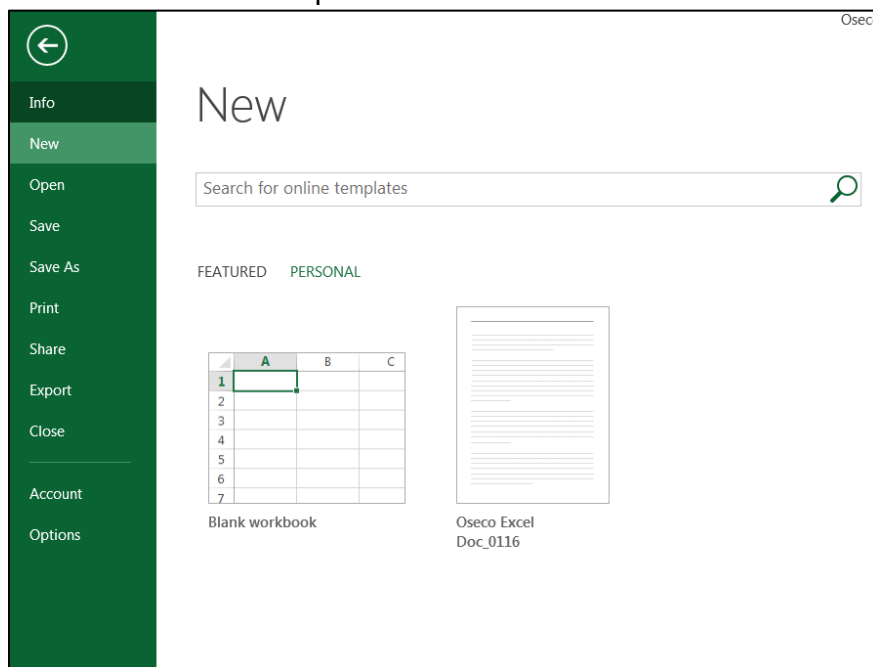 Osec
Info
New
Open
Save
Save As
Print
Share
Export
Close
Account
Options
New
Search for online templates
FEATURED PERSONAL
A B C
1
2
3
4
5
6
7
Blank workbook
Oseco Excel
Doc_0116